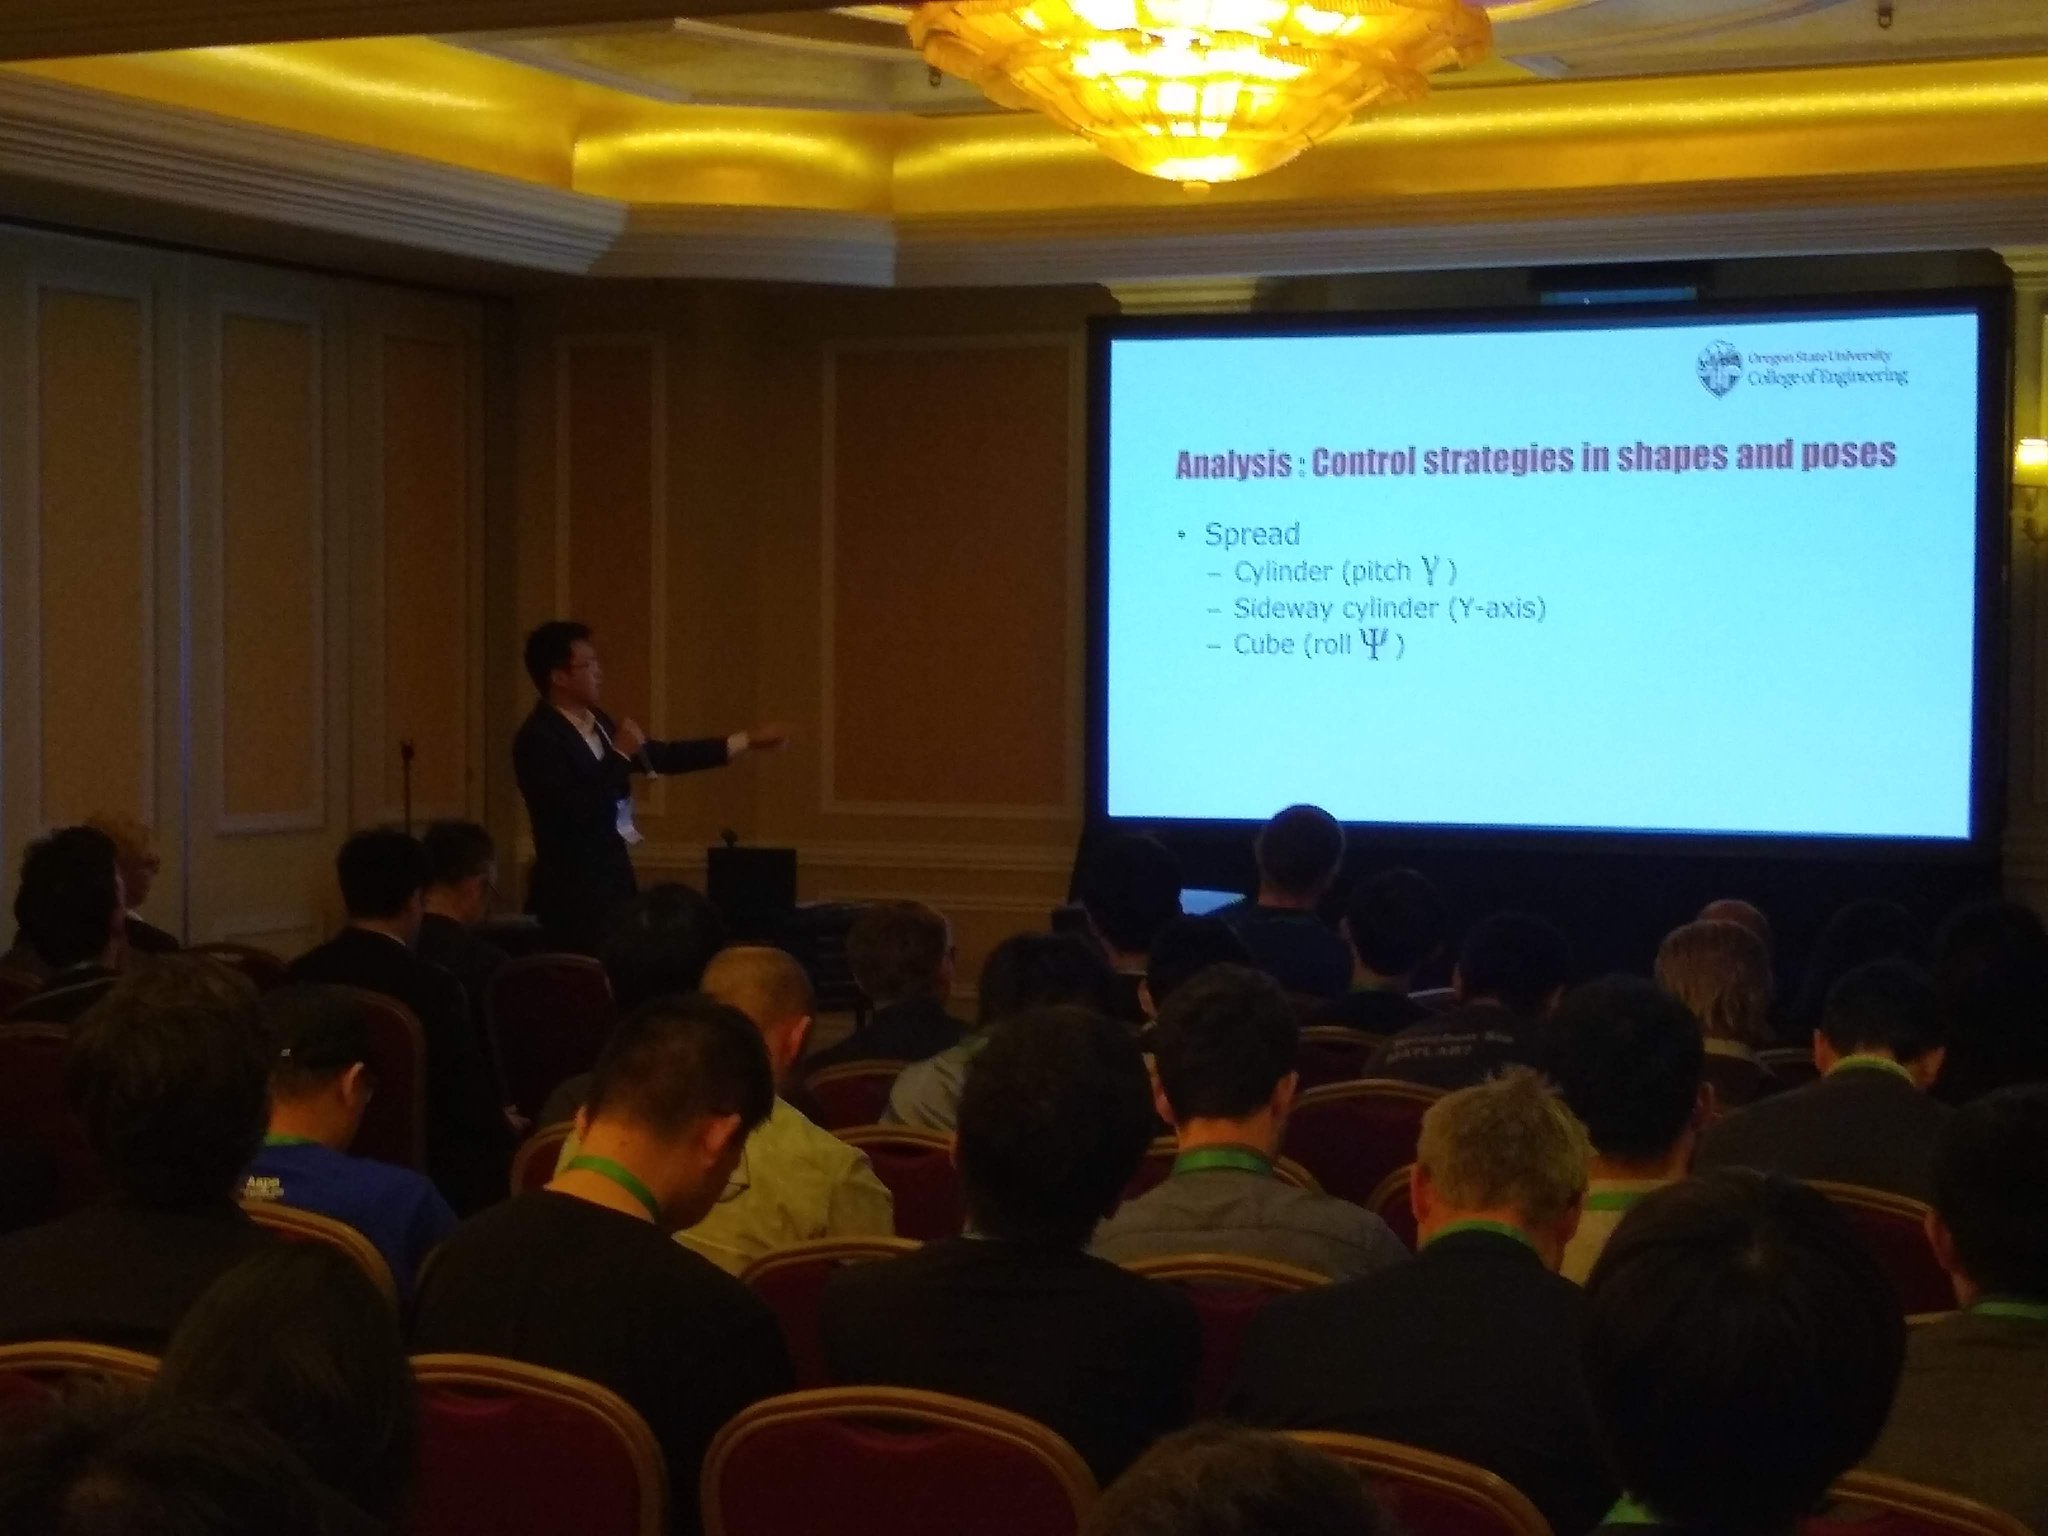 Oregon State University
College of Engineering
Analysis : Control strategies in shapes and poses
• Spread
– Cylinder (pitch γ )
– Sideway cylinder (Y-axis)
– Cube (roll Ψ )
MATLAB?